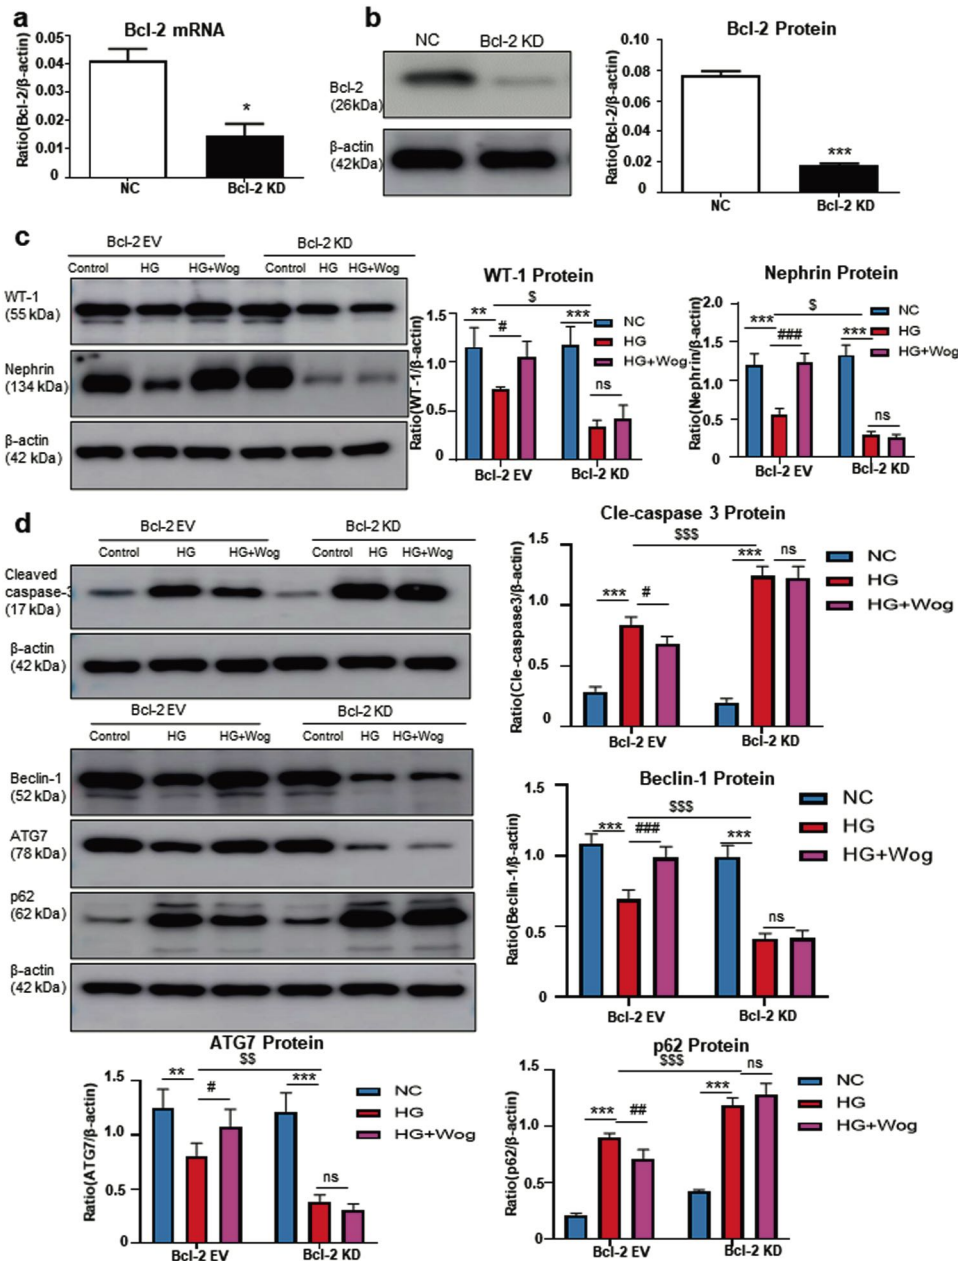 a
Bcl-2 mRNA
Ratio(Bcl-2/β-actin)
0.05
0.04
0.03
0.02
0.01
0
*
NC
Bcl-2 KD
b
NC
Bcl-2 KD
Bcl-2
(26kDa)
β-actin
(42kDa)
Bcl-2 Protein
Ratio(Bcl-2/β-actin)
0.10
0.08
0.06
0.04
0.02
0
***
NC
Bcl-2 KD
c
Bcl-2 EV
Bcl-2 KD
Control HG HG+Wog Control HG HG+Wog
WT-1
(55 kDa)
Nephrin
(134 kDa)
β-actin
(42 kDa)
WT-1 Protein
Ratio(WT-1/β-actin)
1.5
1.0
0.5
0
$
** # ***
ns
NC
HG
HG+Wog
Bcl-2 EV
Bcl-2 KD
Nephrin Protein
Ratio(Nephrin/β-actin)
2.0
1.5
1.0
0.5
0
$
*** ### ***
ns
NC
HG
HG+Wog
Bcl-2 EV
Bcl-2 KD
d
Bcl-2 EV
Bcl-2 KD
Control HG HG+Wog Control HG HG+Wog
Cleaved
caspase-3
(17 kDa)
β-actin
(42 kDa)
Cle-caspase 3 Protein
Ratio(Cle-caspase3/β-actin)
1.5
1.0
0.5
0
$$$
*** # *** ns
NC
HG
HG+Wog
Bcl-2 EV
Bcl-2 KD
Bcl-2 EV
Bcl-2 KD
Control HG HG+Wog Control HG HG+Wog
Beclin-1
(52 kDa)
ATG7
(78 kDa)
p62
(62 kDa)
β-actin
(42 kDa)
Beclin-1 Protein
Ratio(Beclin-1/β-actin)
1.5
1.0
0.5
0
$$$
*** ### ***
ns
NC
HG
HG+Wog
Bcl-2 EV
Bcl-2 KD
ATG7 Protein
Ratio(ATG7/β-actin)
1.5
1.0
0.5
0
$$
** # ***
ns
NC
HG
HG+Wog
Bcl-2 EV
Bcl-2 KD
p62 Protein
Ratio(p62/β-actin)
1.5
1.0
0.5
0
$$$
*** ## *** ns
NC
HG
HG+Wog
Bcl-2 EV
Bcl-2 KD